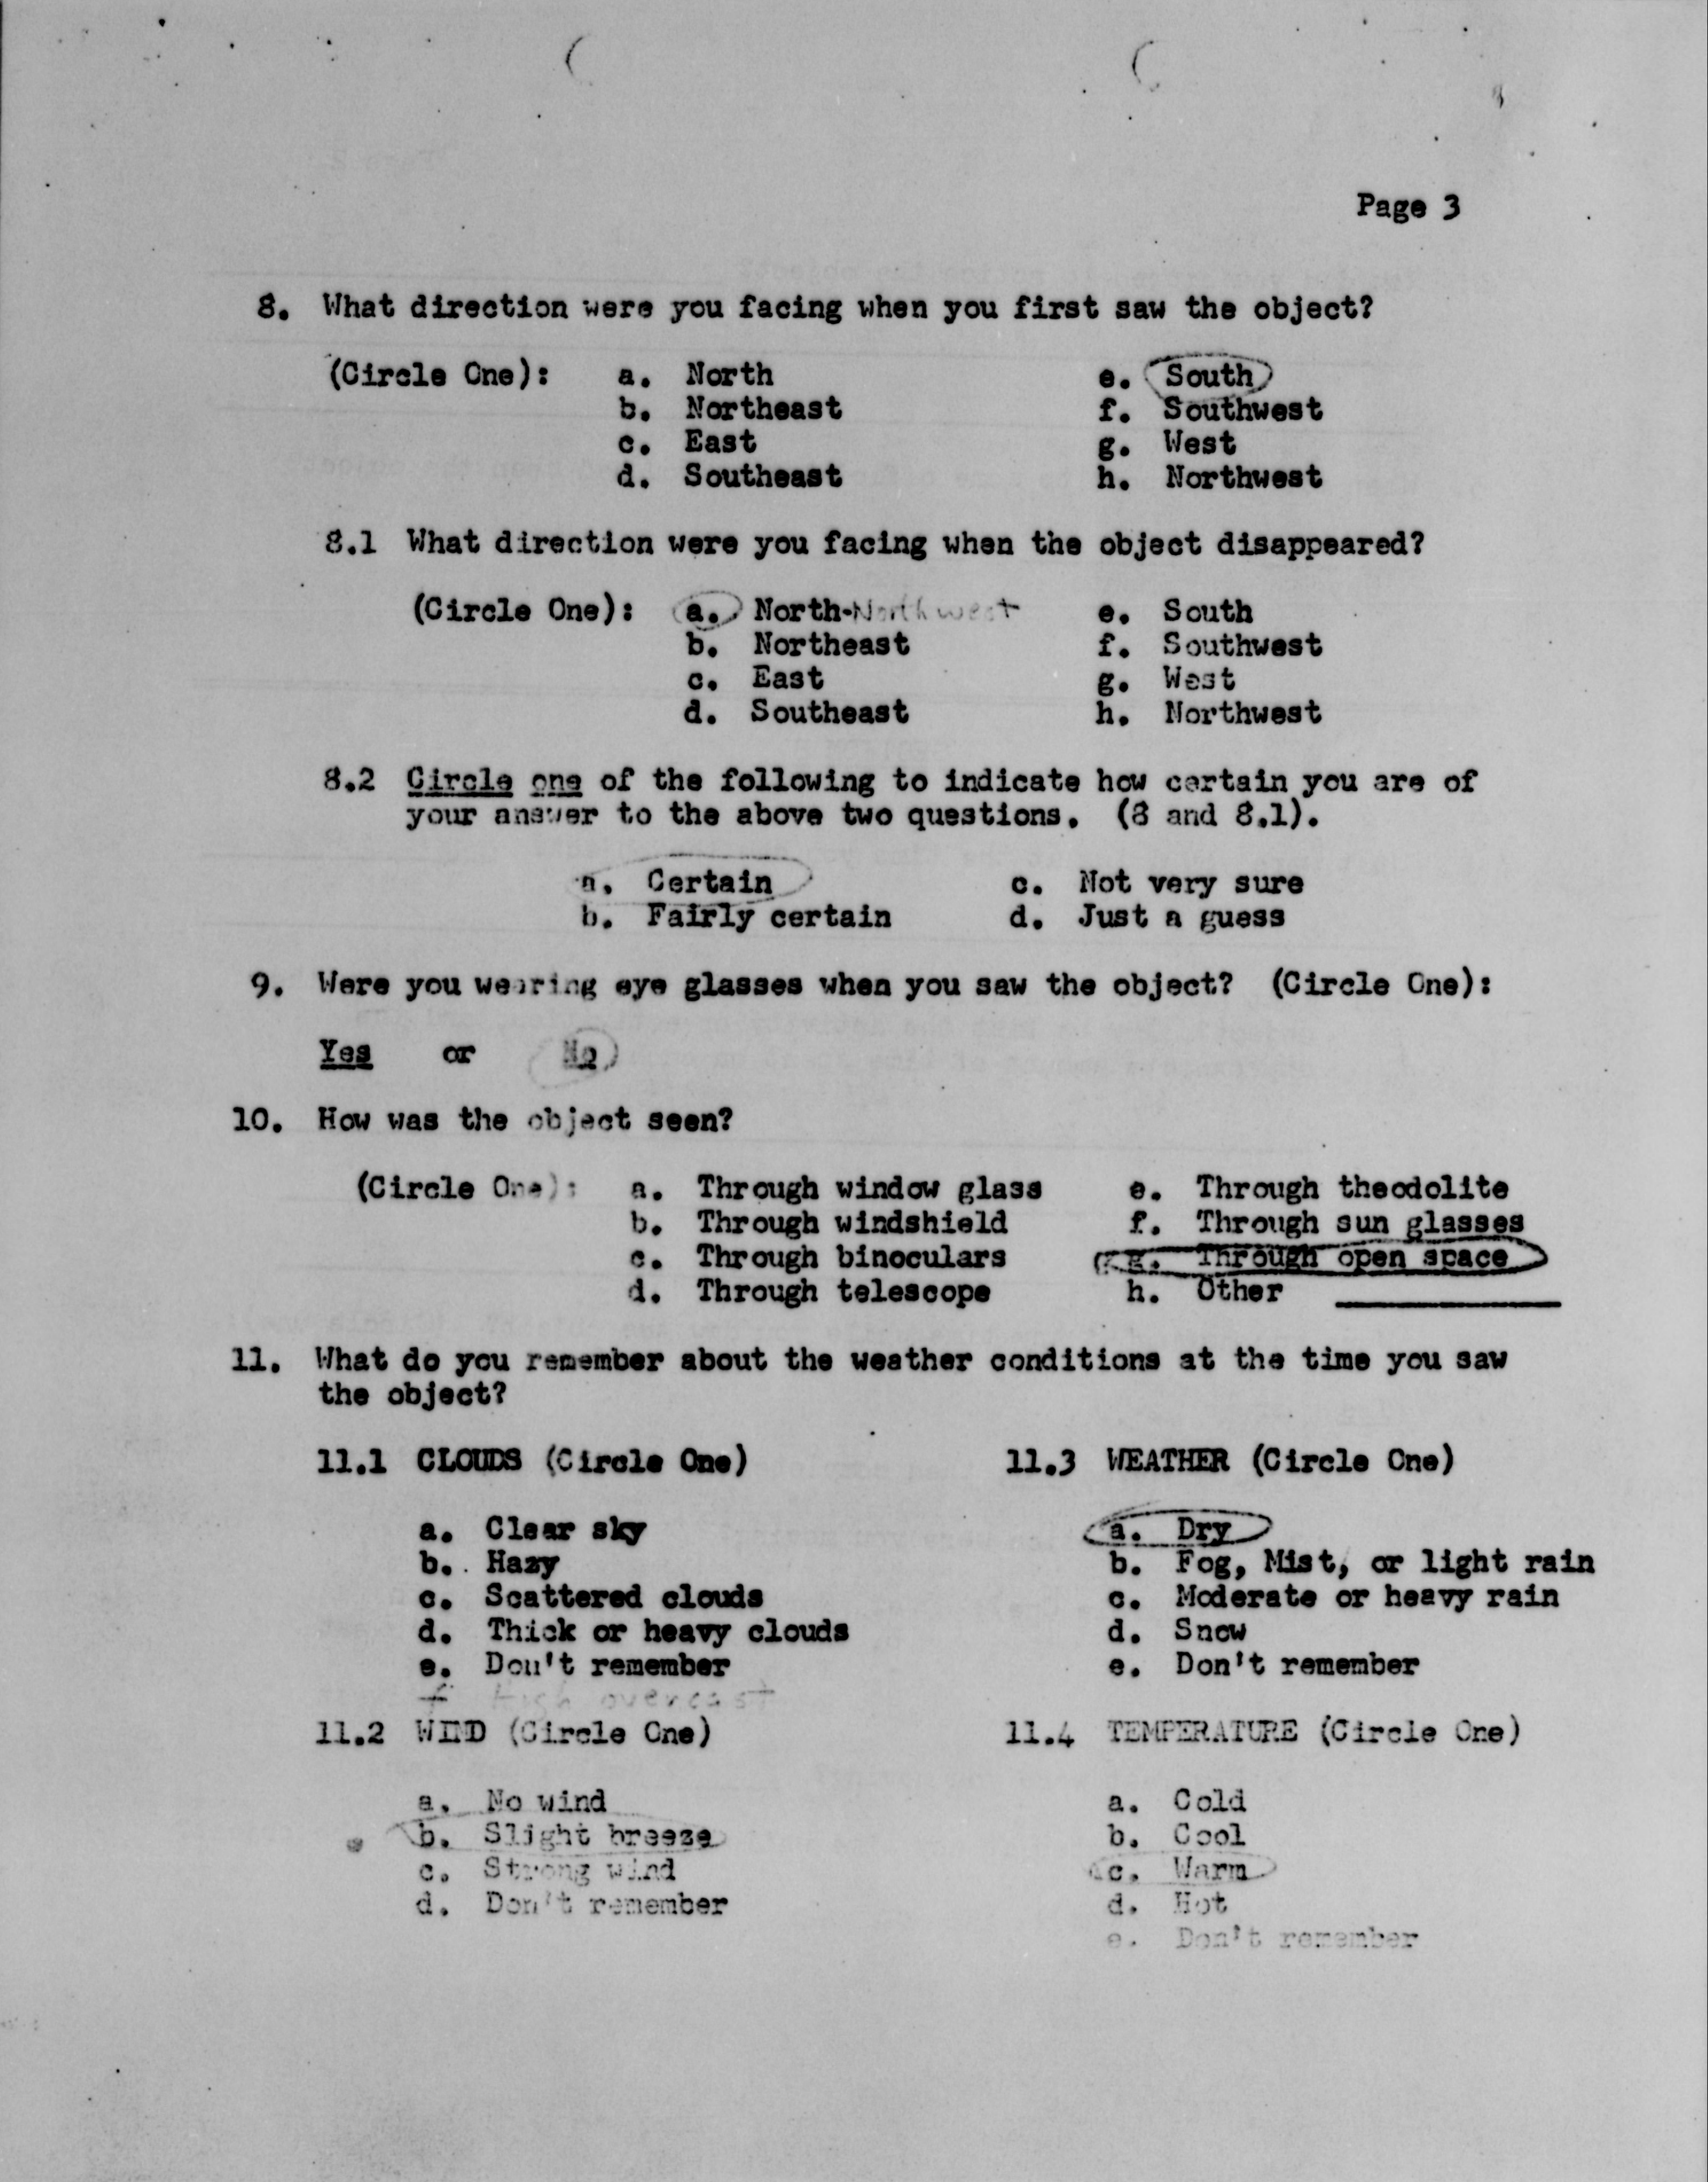 Page 3
8. What direction were you facing when you first saw the object?
(Circle One): a. North e. South
b. Northeast f. Southwest
c. East g. West
d. Southeast h. Northwest
8.1 What direction were you facing when the object disappeared?
(Circle One): a. North-Northwest e. South
b. Northeast f. Southwest
c. East g. West
d. Southeast h. Northwest
8.2 Circle one of the following to indicate how certain you are of
your answer to the above two questions. (8 and 8.1).
a. Certain c. Not very sure
b. Fairly certain d. Just a guess
9. Were you wearing eye glasses when you saw the object? (Circle One):
Yes or No
10. How was the object seen?
(Circle One): a. Through window glass e. Through theodolite
b. Through windshield f. Through sun glasses
c. Through binoculars g. Through open space
d. Through telescope h. Other
11. What do you remember about the weather conditions at the time you saw
the object?
11.1 CLOUDS (Circle One) 11.3 WEATHER (Circle One)
a. Clear sky a. Dry
b. Hazy b. Fog, Mist, or light rain
c. Scattered clouds c. Moderate or heavy rain
d. Thick or heavy clouds d. Snow
e. Don't remember e. Don't remember
f High overcast
11.2 WIND (Circle One) 11.4 TEMPERATURE (Circle One)
a. No wind a. Cold
b. Slight breeze b. Cool
c. Strong wind c. Warm
d. Don't remember d. Hot
e. Don't remember